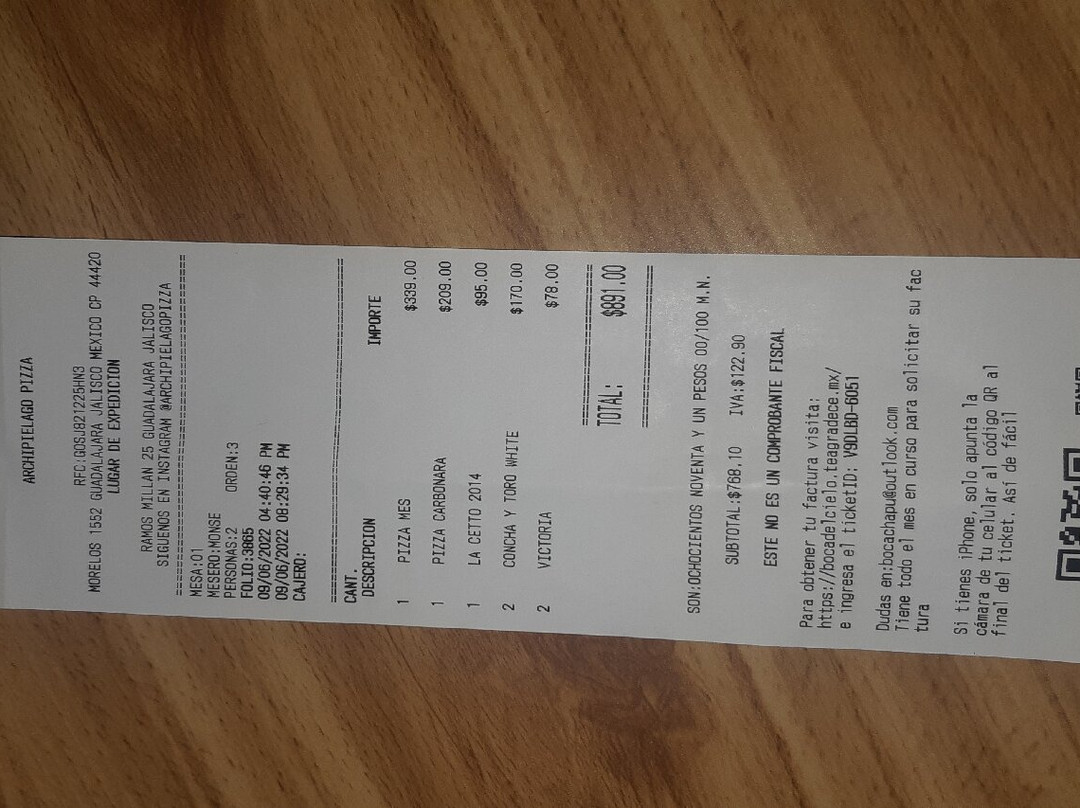 ARCHIPIELAGO PIZZA
RFC:GOSJ821225HN3
MORELOS 1552 GUADALAJARA JALISCO MEXICO CP 44420
LUGAR DE EXPEDICION
RAMOS MILLAN 25 GUADALAJARA JALISCO
SIGUENOS EN INSTAGRAM @ARCHIPIELAGOPIZZA
MESA:01
MESERO:MONSE
PERSONAS:2 ORDEN:3
FOLIO:3865
09/06/2022 04:40:46 PM
09/06/2022 08:29:34 PM
CAJERO:
CANT.
DESCRIPCION IMPORTE
1 PIZZA MES $339.00
1 PIZZA CARBONARA $209.00
1 LA CETTO 2014 $95.00
2 CONCHA Y TORO WHITE $170.00
2 VICTORIA $78.00
TOTAL: $891.00
SON:OCHOCIENTOS NOVENTA Y UN PESOS 00/100 M.N.
SUBTOTAL:$768.10 IVA:$122.90
ESTE NO ES UN COMPROBANTE FISCAL
Para obtener tu factura visita:
https://bocadelcielo.teagradece.mx/
e ingresa el ticketID: V9DLBD-6051
Dudas en:bocachapu@outlook.com
Tiene todo el mes en curso para solicitar su fac
tura
Si tienes iPhone, solo apunta la
cámara de tu celular al código QR al
final del ticket. Así de fácil